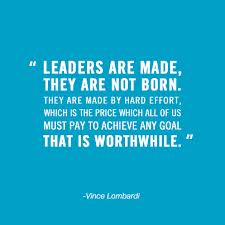 “ LEADERS ARE MADE,
THEY ARE NOT BORN.
THEY ARE MADE BY HARD EFFORT,
WHICH IS THE PRICE WHICH ALL OF US
MUST PAY TO ACHIEVE ANY GOAL
THAT IS WORTHWHILE. ”
-Vince Lombardi